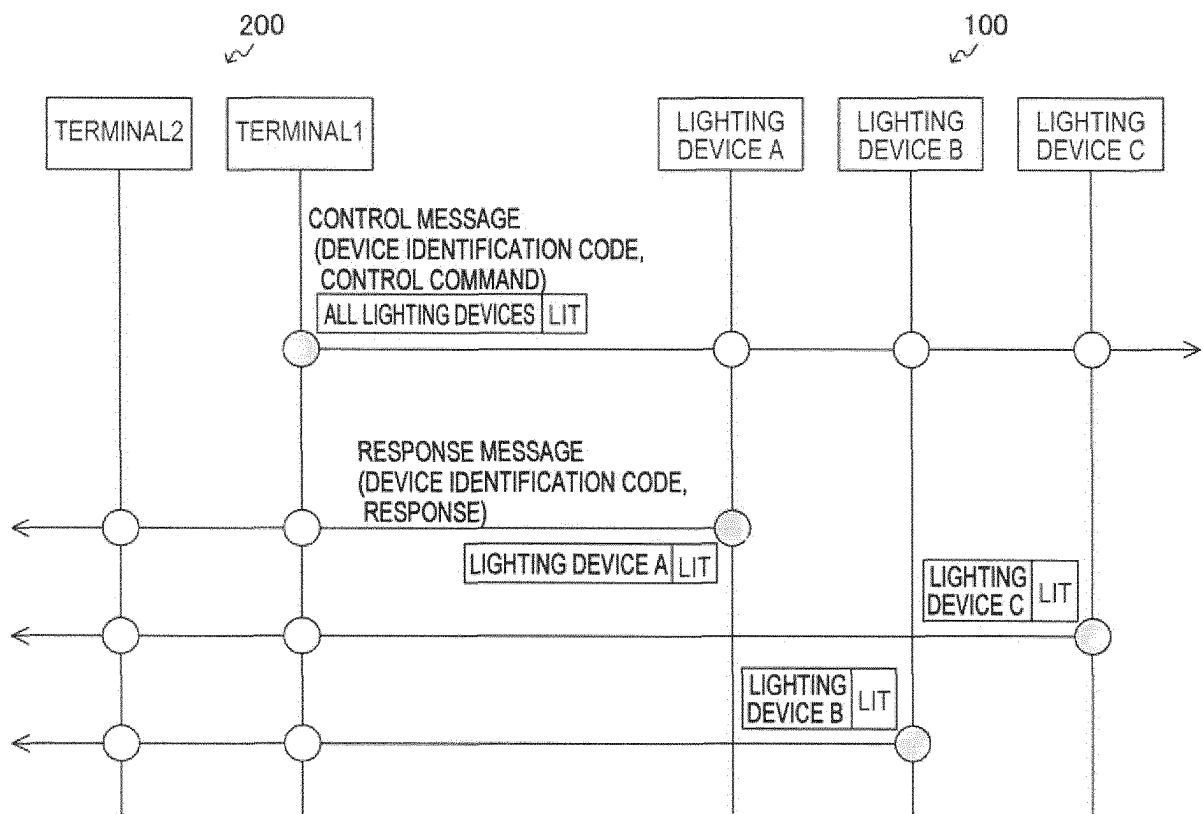 200
100
TERMINAL2
TERMINAL1
LIGHTING
DEVICE A
LIGHTING
DEVICE B
LIGHTING
DEVICE C
CONTROL MESSAGE
(DEVICE IDENTIFICATION CODE,
CONTROL COMMAND)
ALL LIGHTING DEVICES LIT
RESPONSE MESSAGE
(DEVICE IDENTIFICATION CODE,
RESPONSE)
LIGHTING DEVICE A LIT
LIGHTING
DEVICE C
LIT
LIGHTING
DEVICE B
LIT